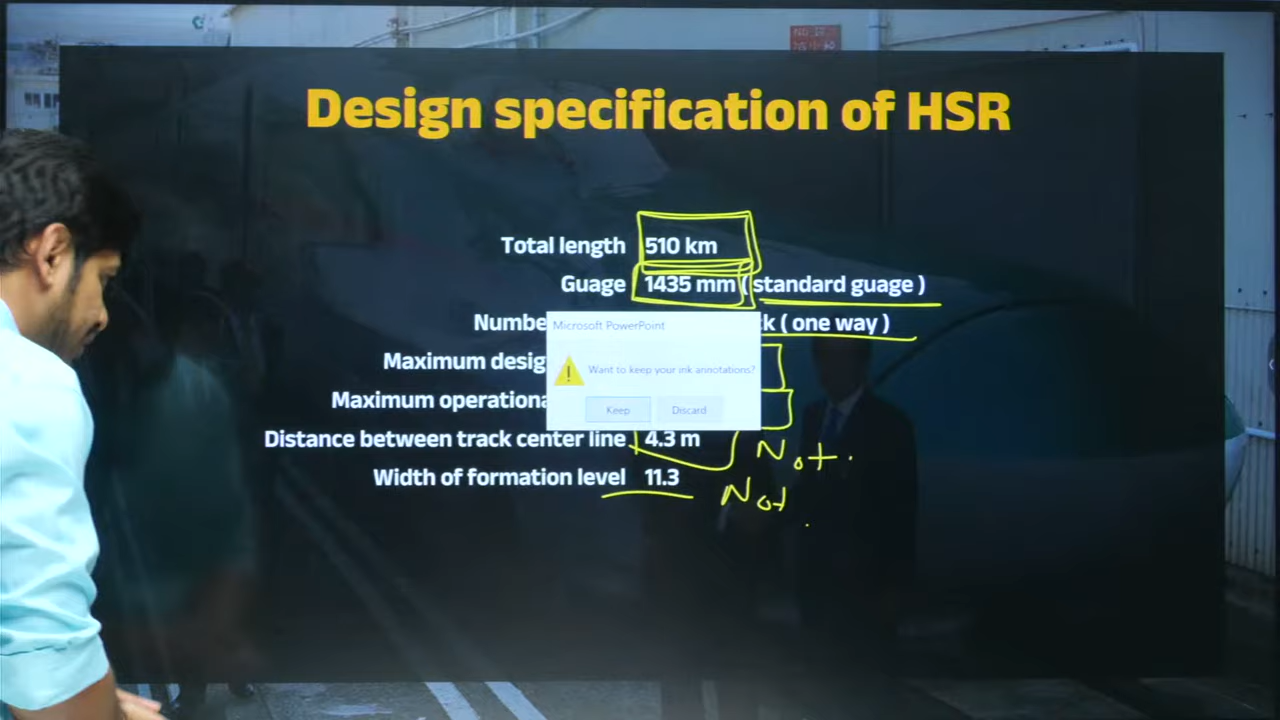 Design specification of HSR
Total length 510 km
Guage 1435 mm ( standard guage )
Numbe k ( one way )
Microsoft PowerPoint
Maximum desig
Want to keep your ink annotations?
Maximum operationa
Keep Discard
Distance between track center line 4.3 m
Not.
Width of formation level 11.3
Not